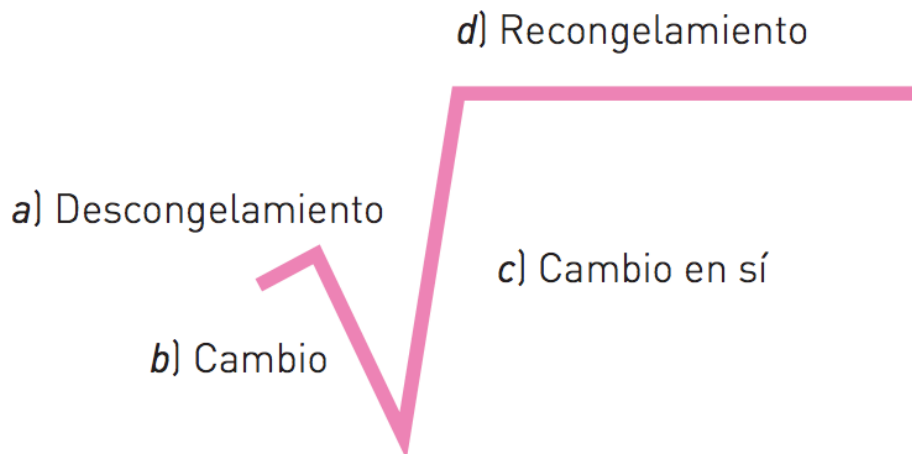 d) Recongelamiento
a) Descongelamiento
c) Cambio en sí
b) Cambio